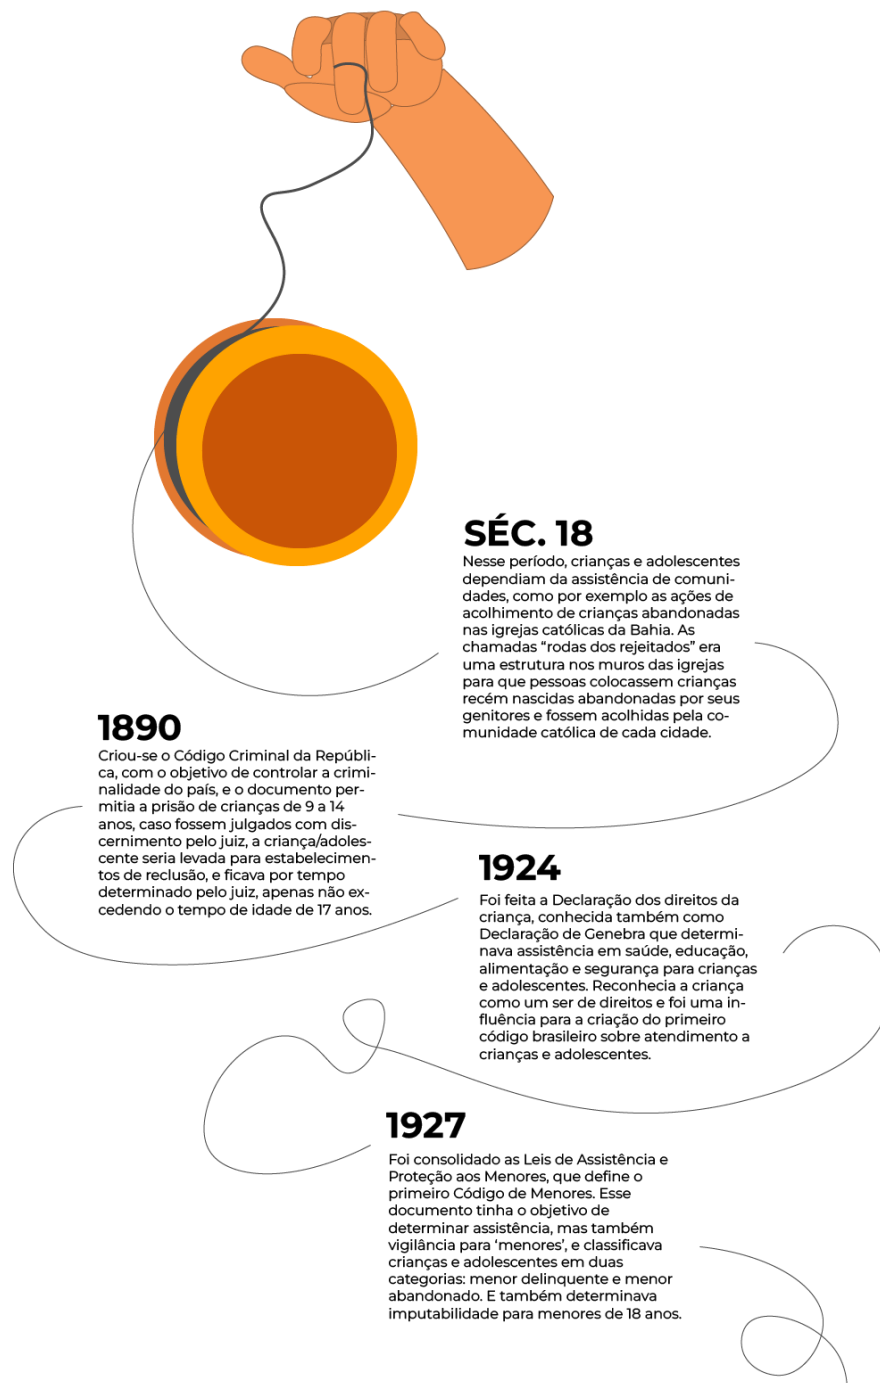 SÉC. 18
Nesse período, crianças e adolescentes
dependiam da assistência de comuni-
dades, como por exemplo as ações de
acolhimento de crianças abandonadas
nas igrejas católicas da Bahia. As
chamadas “rodas dos rejeitados” era
uma estrutura nos muros das igrejas
para que pessoas colocassem crianças
recém nascidas abandonadas por seus
genitores e fossem acolhidas pela co-
munidade católica de cada cidade.
1890
Criou-se o Código Criminal da Repúbli-
ca, com o objetivo de controlar a crimi-
nalidade do país, e o documento per-
mitia a prisão de crianças de 9 a 14
anos, caso fossem julgados com dis-
cernimento pelo juiz, a criança/adoles-
cente seria levada para estabelecimen-
tos de reclusão, e ficava por tempo
determinado pelo juiz, apenas não ex-
cedendo o tempo de idade de 17 anos.
1924
Foi feita a Declaração dos direitos da
criança, conhecida também como
Declaração de Genebra que determi-
nava assistência em saúde, educação,
alimentação e segurança para crianças
e adolescentes. Reconhecia a criança
como um ser de direitos e foi uma in-
fluência para a criação do primeiro
código brasileiro sobre atendimento a
crianças e adolescentes.
1927
Foi consolidado as Leis de Assistência e
Proteção aos Menores, que define o
primeiro Código de Menores. Esse
documento tinha o objetivo de
determinar assistência, mas também
vigilância para ‘menores’, e classificava
crianças e adolescentes em duas
categorias: menor delinquente e menor
abandonado. E também determinava
imputabilidade para menores de 18 anos.